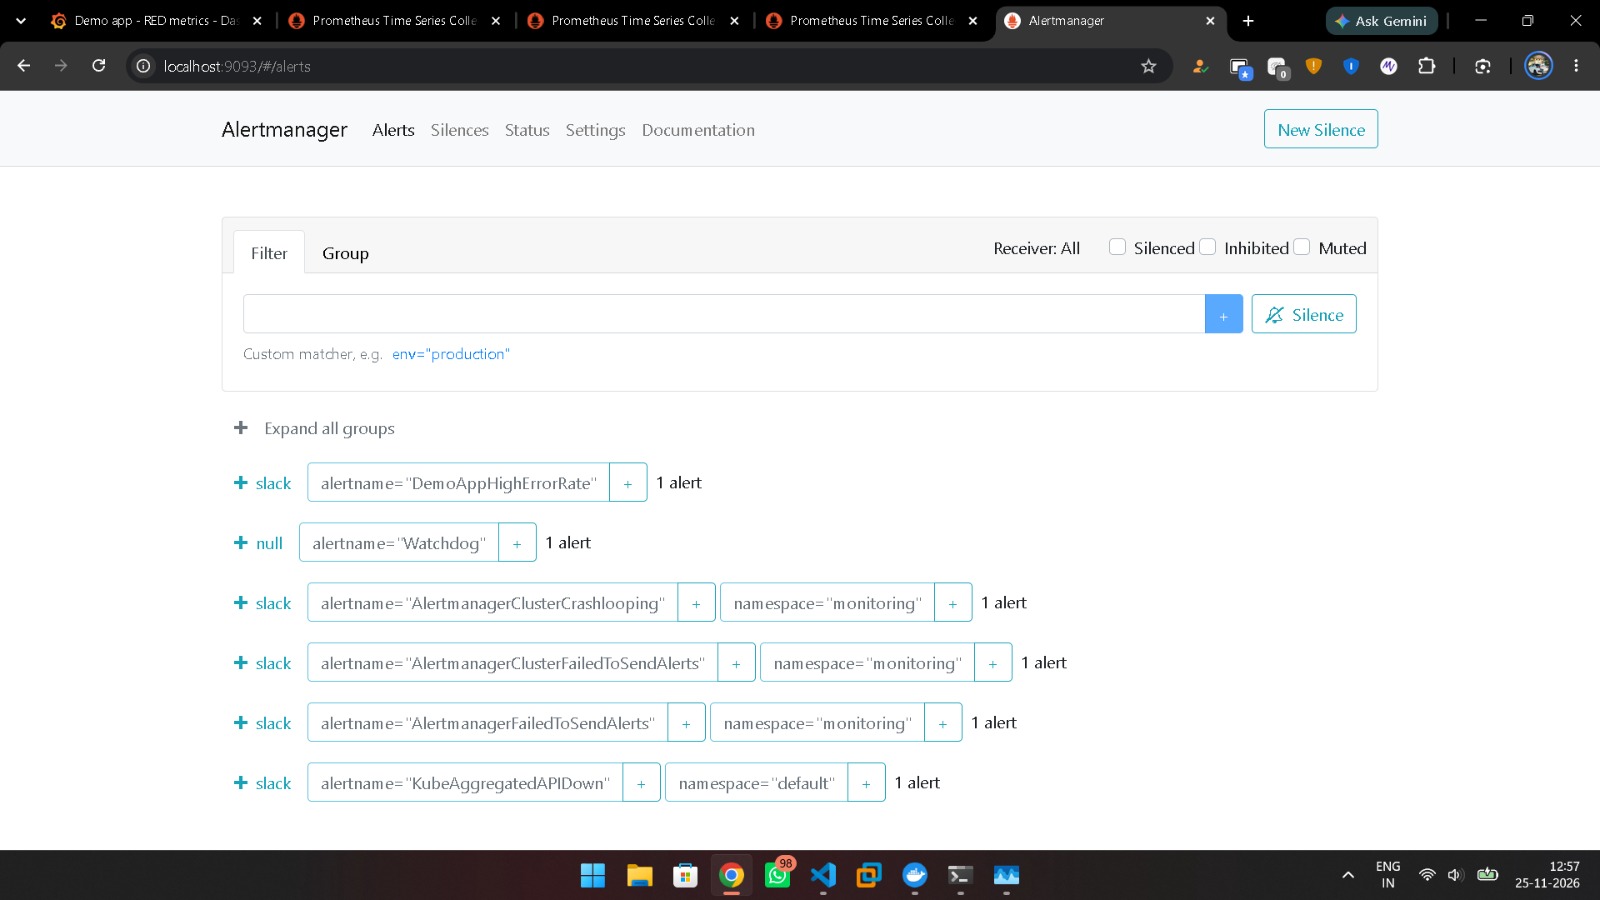 Demo app - RED metrics - Da
Prometheus Time Series Colle
Prometheus Time Series Colle
Prometheus Time Series Colle
Alertmanager
Ask Gemini
localhost:9093/#/alerts
0
Alertmanager
Alerts
Silences
Status
Settings
Documentation
New Silence
Filter
Group
Receiver: All
Silenced
Inhibited
Muted
+
Silence
Custom matcher, e.g. env="production"
+ Expand all groups
+ slack alertname="DemoAppHighErrorRate" + 1 alert
+ null alertname="Watchdog" + 1 alert
+ slack alertname="AlertmanagerClusterCrashlooping" + namespace="monitoring" + 1 alert
+ slack alertname="AlertmanagerClusterFailedToSendAlerts" + namespace="monitoring" + 1 alert
+ slack alertname="AlertmanagerFailedToSendAlerts" + namespace="monitoring" + 1 alert
+ slack alertname="KubeAggregatedAPIDown" + namespace="default" + 1 alert
98
ENG
IN
12:57
25-11-2026